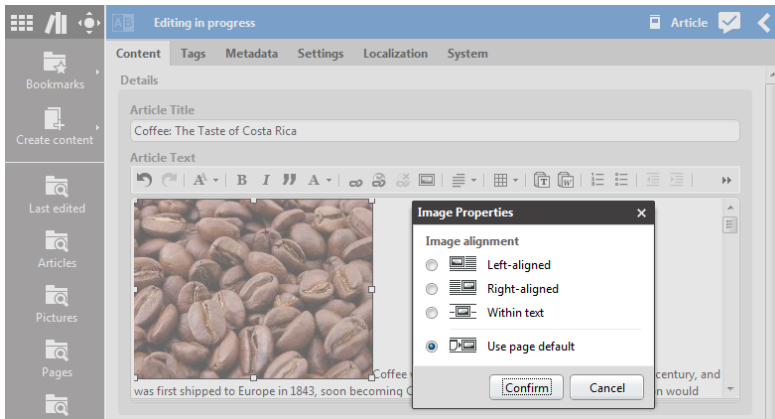 AB Editing in progress Article
Content Tags Metadata Settings Localization System
Bookmarks
Create content
Last edited
Articles
Pictures
Pages
Details
Article Title
Coffee: The Taste of Costa Rica
Article Text
A B I A T W
Image Properties
Image alignment
Left-aligned
Right-aligned
Within text
Use page default
Confirm Cancel
Coffee century, and
was first shipped to Europe in 1843, soon becoming would